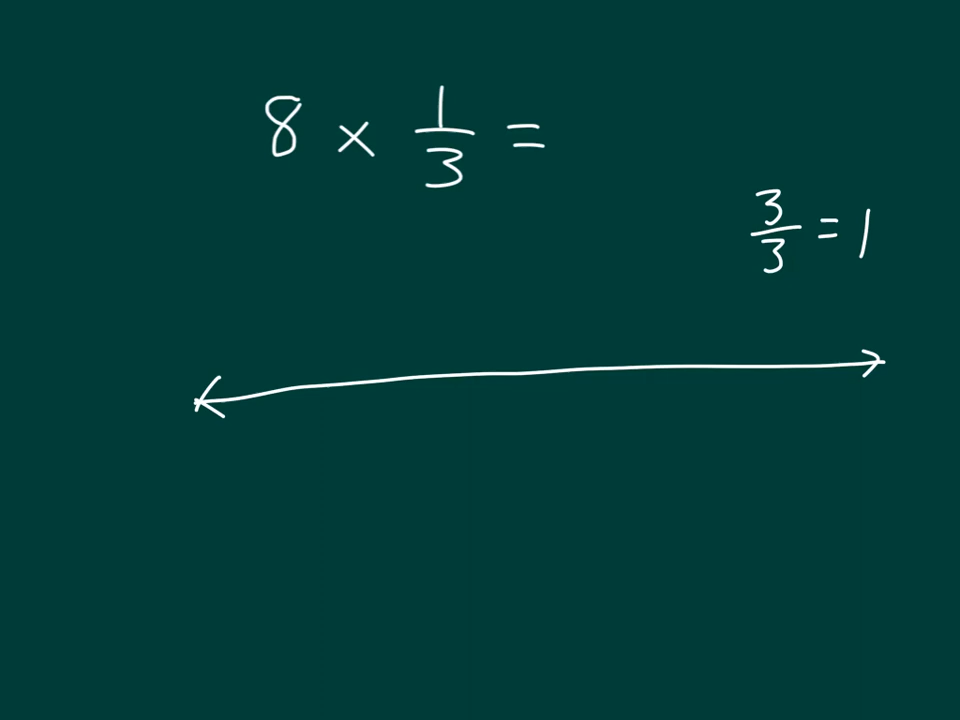 8 × 1/3 =
3/3 = 1